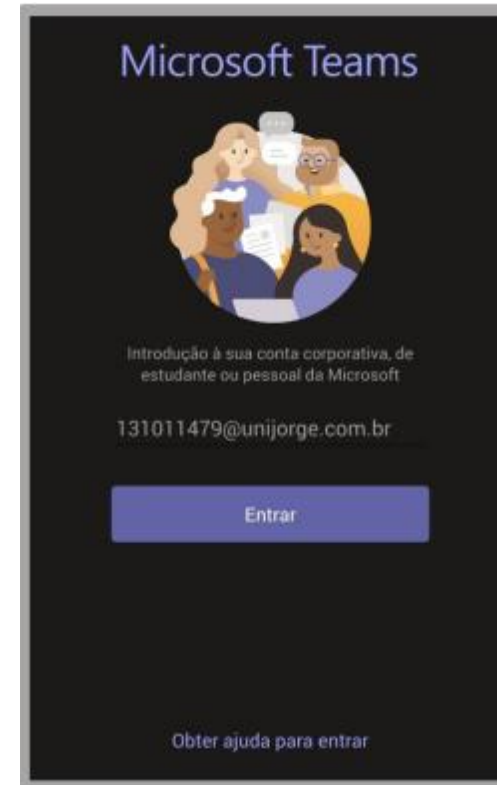 Microsoft Teams
Introdução à sua conta corporativa, de
estudante ou pessoal da Microsoft
131011479@unijorge.com.br
Entrar
Obter ajuda para entrar